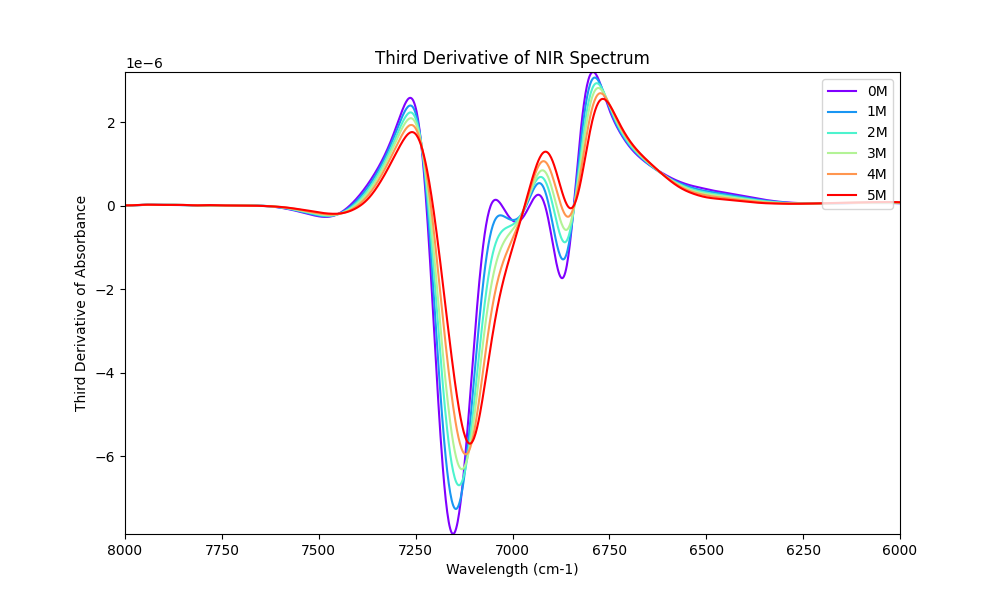 Third Derivative of NIR Spectrum
1e−6
2
0
−2
−4
−6
Third Derivative of Absorbance
0M
1M
2M
3M
4M
5M
8000 7750 7500 7250 7000 6750 6500 6250 6000
Wavelength (cm-1)